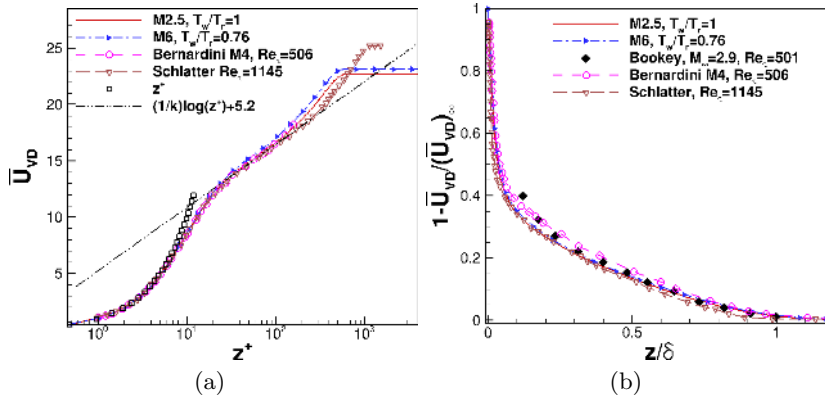 M2.5, T_w/T_r=1
M6, T_w/T_r=0.76
Bernardini M4, Re_τ=506
Schlatter Re_τ=1145
z⁺
(1/k)log(z⁺)+5.2
25
20
15
10
5
10⁰
10¹
10²
10³
U̅_VD
z⁺
(a)
M2.5, T_w/T_r=1
M6, T_w/T_r=0.76
Bookey, M_∞=2.9, Re_τ=501
Bernardini M4, Re_τ=506
Schlatter, Re_τ=1145
1
0.8
0.6
0.4
0.2
0
0
0.5
1
1-U̅_VD/(U̅_VD)_∞
z/δ
(b)